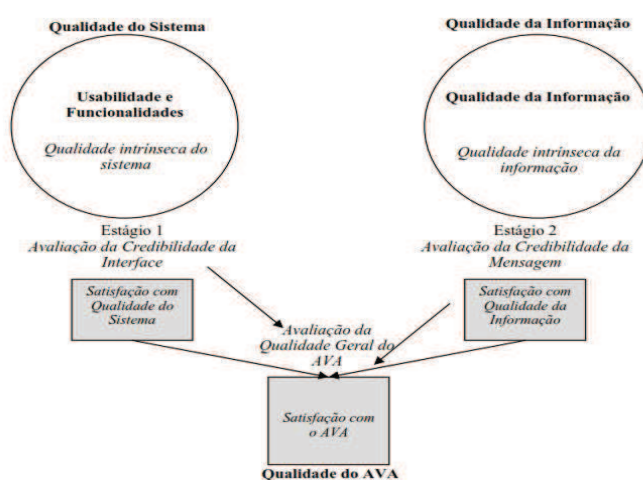 Qualidade do Sistema
Usabilidade e
Funcionalidades
Qualidade intrínseca do
sistema
Estágio 1
Avaliação da Credibilidade da
Interface
Satisfação com
Qualidade do
Sistema
Qualidade da Informação
Qualidade da Informação
Qualidade intrínseca da
informação
Estágio 2
Avaliação da Credibilidade da
Mensagem
Satisfação com
Qualidade da
Informação
Avaliação da
Qualidade Geral do
AVA
Satisfação com
o AVA
Qualidade do AVA